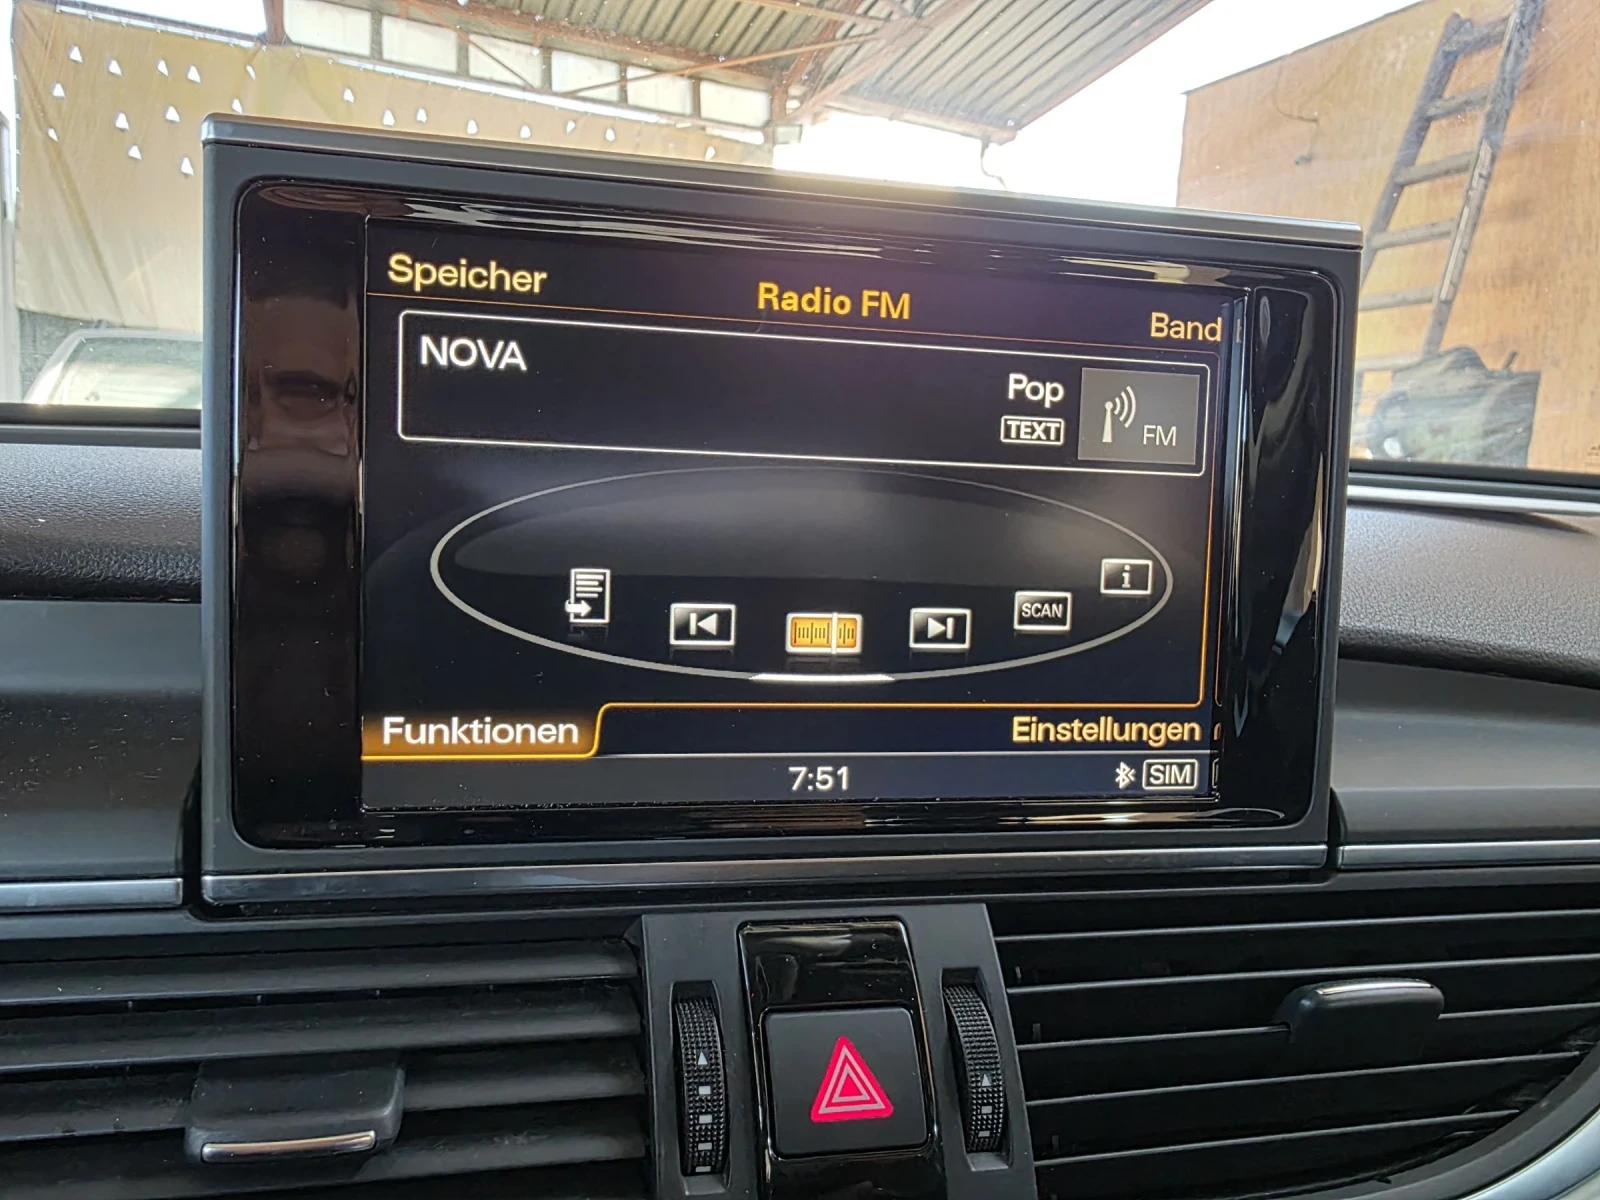 Speicher
Radio FM
Band
NOVA
Pop
TEXT
FM
i
SCAN
Funktionen
Einstellungen
7:51
SIM